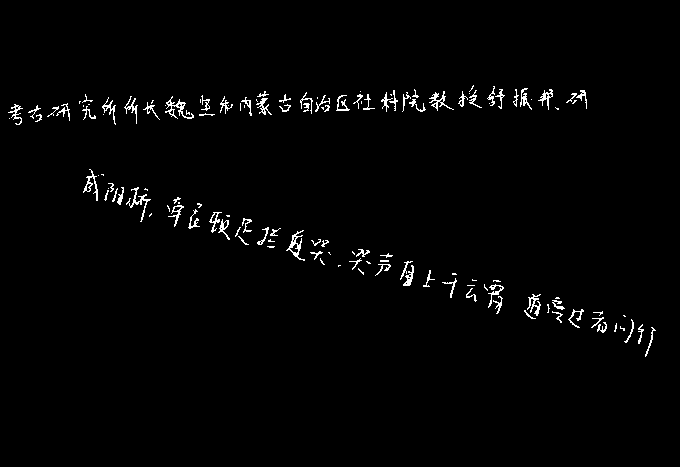 考古研究所所长魏坚和内蒙古自治区社科院教授舒振邦、研
咸阳桥,牵衣顿足拦道哭,哭声直上干云霄 道傍过者问行